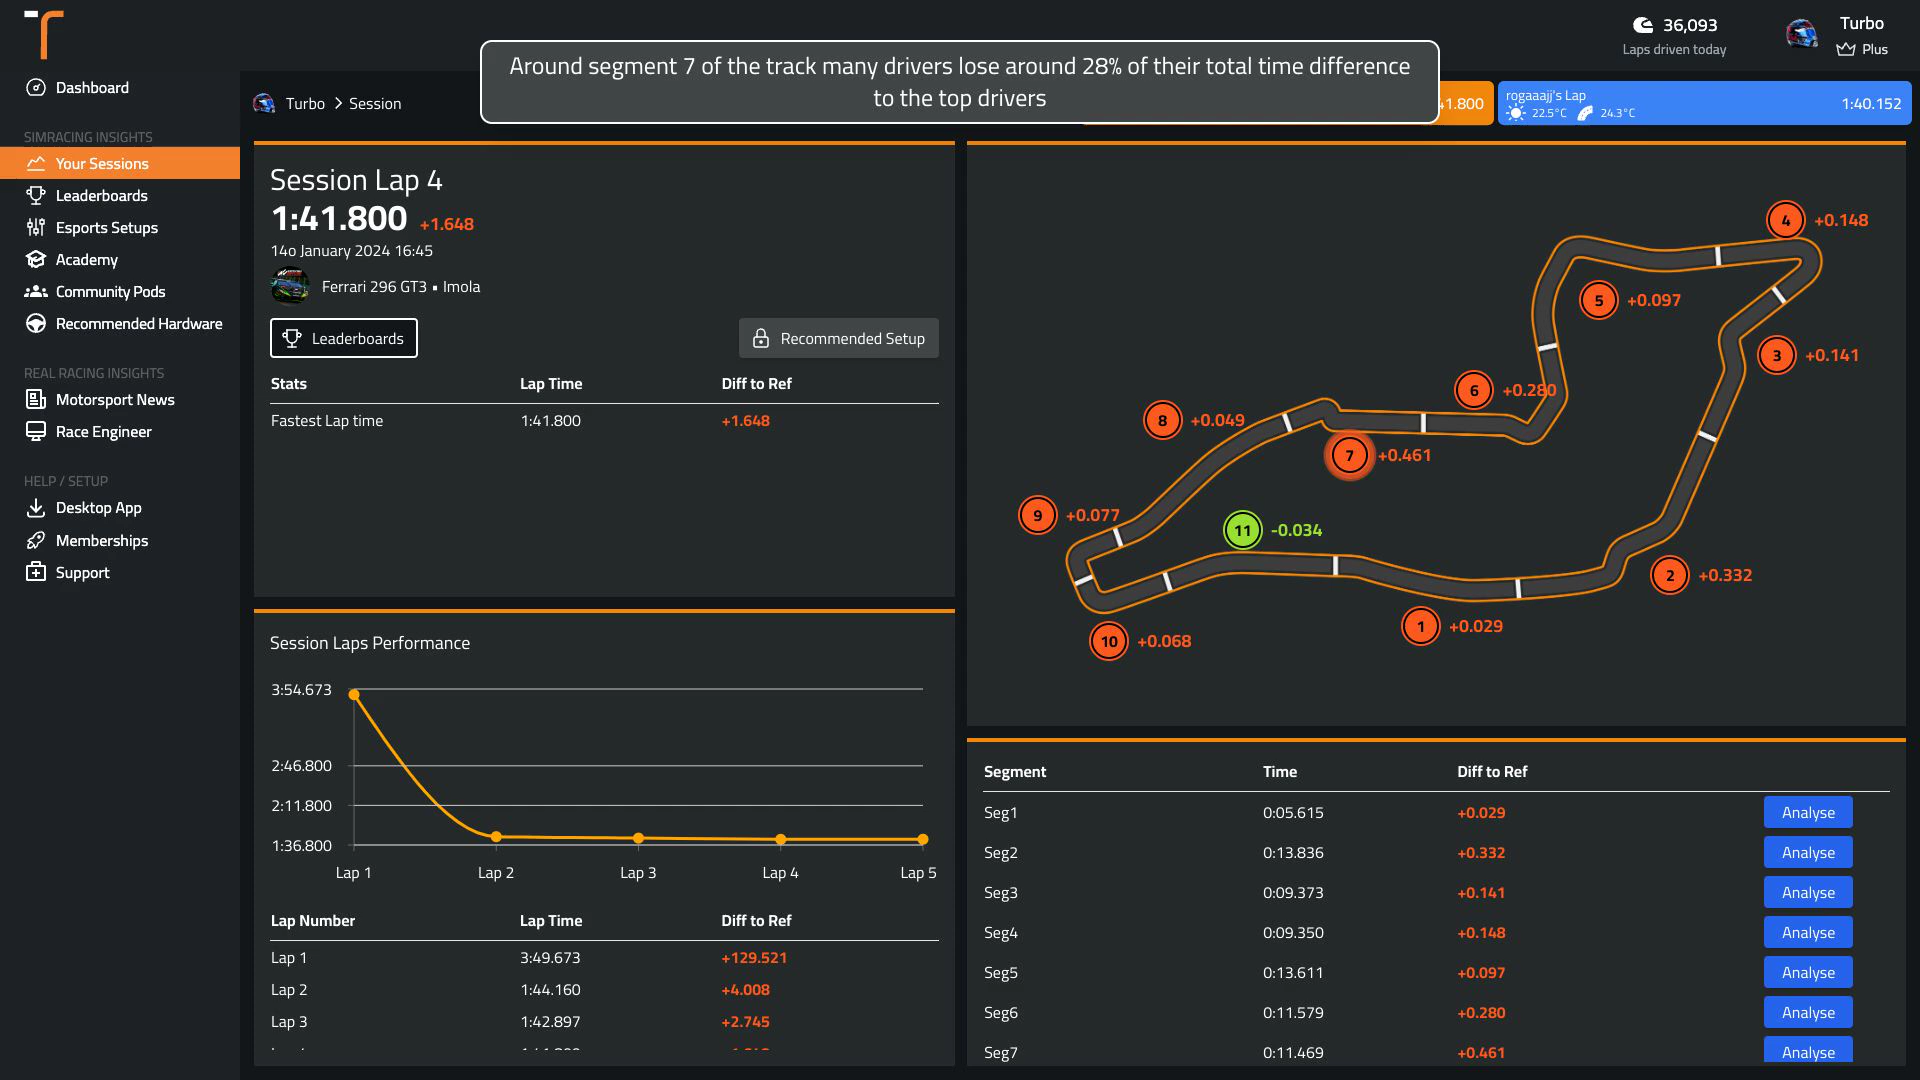 36,093
Laps driven today
Turbo
Plus
Around segment 7 of the track many drivers lose around 28% of their total time difference
to the top drivers
Turbo > Session
1.800
rogaaajj's Lap
22.5°C 24.3°C
1:40.152
Dashboard
SIMRACING INSIGHTS
Your Sessions
Leaderboards
Esports Setups
Academy
Community Pods
Recommended Hardware
REAL RACING INSIGHTS
Motorsport News
Race Engineer
HELP / SETUP
Desktop App
Memberships
Support
Session Lap 4
1:41.800 +1.648
14o January 2024 16:45
Ferrari 296 GT3 • Imola
Leaderboards
Recommended Setup
Stats Lap Time Diff to Ref
Fastest Lap time 1:41.800 +1.648
4 +0.148
5 +0.097
3 +0.141
6 +0.280
8 +0.049
7 +0.461
9 +0.077
11 -0.034
2 +0.332
1 +0.029
10 +0.068
Session Laps Performance
3:54.673
2:46.800
2:11.800
1:36.800
Lap 1 Lap 2 Lap 3 Lap 4 Lap 5
Lap Number Lap Time Diff to Ref
Lap 1 3:49.673 +129.521
Lap 2 1:44.160 +4.008
Lap 3 1:42.897 +2.745
Segment Time Diff to Ref
Seg1 0:05.615 +0.029 Analyse
Seg2 0:13.836 +0.332 Analyse
Seg3 0:09.373 +0.141 Analyse
Seg4 0:09.350 +0.148 Analyse
Seg5 0:13.611 +0.097 Analyse
Seg6 0:11.579 +0.280 Analyse
Seg7 0:11.469 +0.461 Analyse